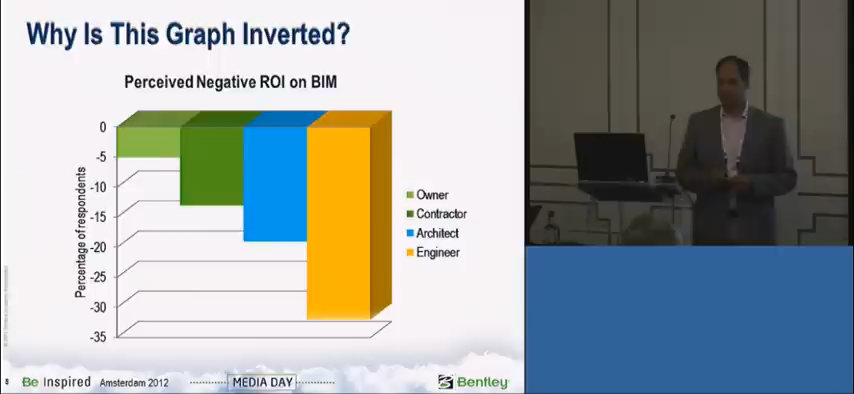 Why Is This Graph Inverted?
Perceived Negative ROI on BIM
Percentage of respondents
0
-5
-10
-15
-20
-25
-30
-35
Owner
Contractor
Architect
Engineer
Be Inspired Amsterdam 2012
MEDIA DAY
Bentley